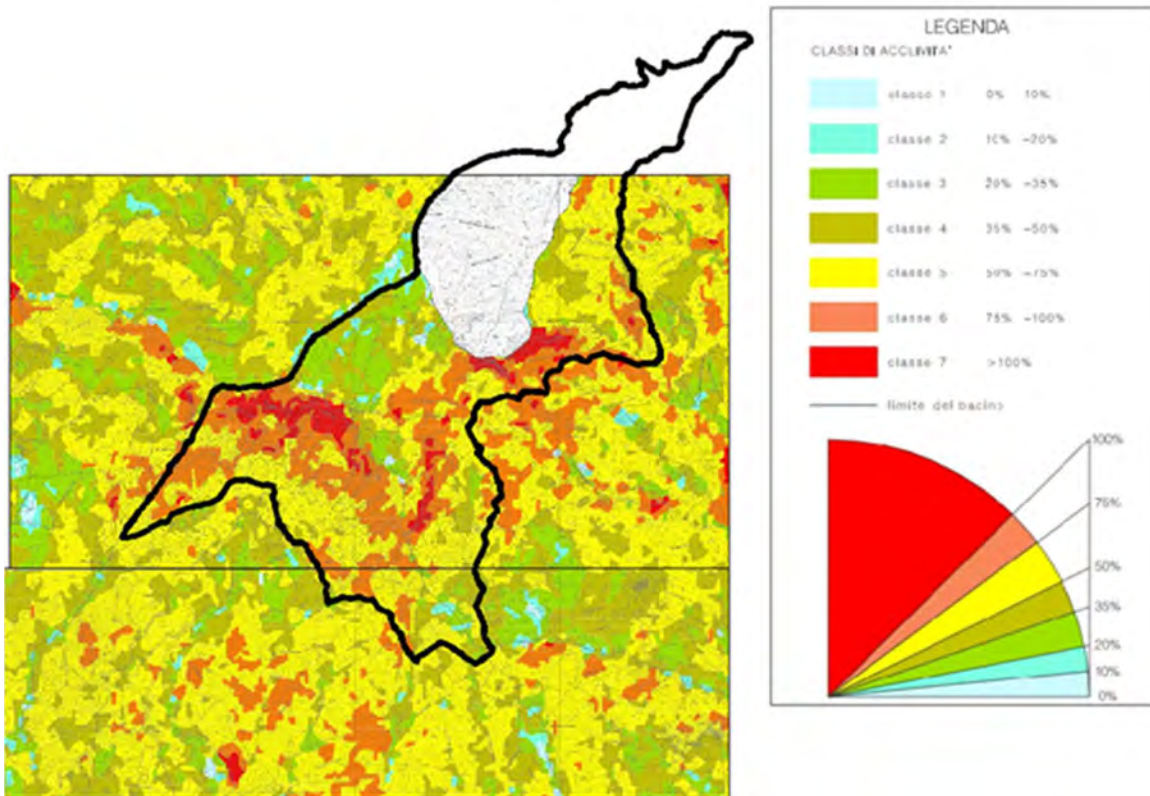 LEGENDA
CLASSI DI ACCLIVITA'
classe 1 0% 10%
classe 2 10% -20%
classe 3 20% -35%
classe 4 35% -50%
classe 5 50% -75%
classe 6 75% -100%
classe 7 >100%
limite del bacino
100%
75%
50%
35%
20%
10%
0%